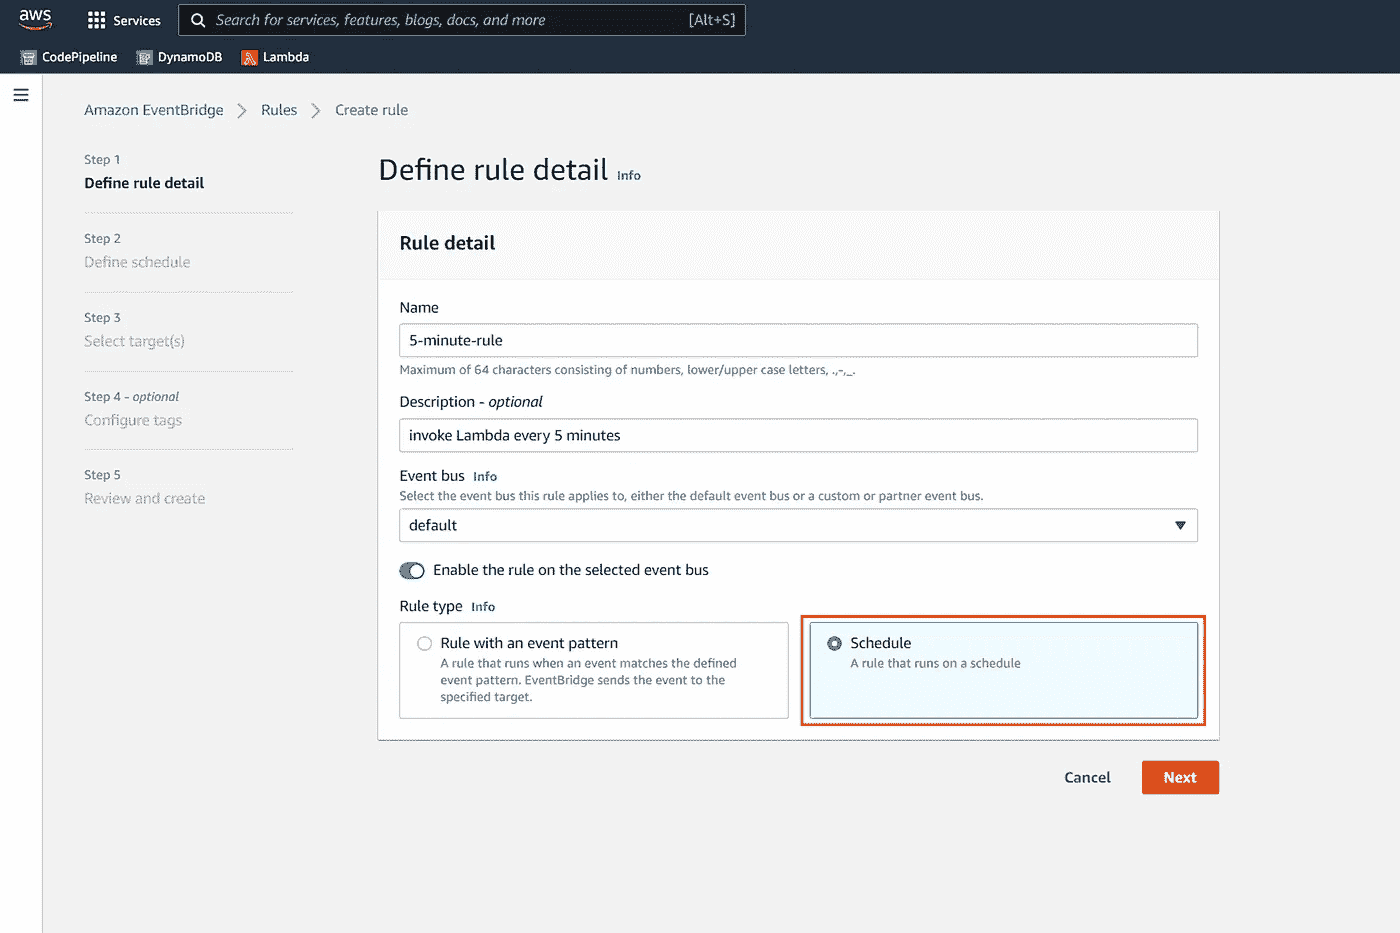 aws
Services
Search for services, features, blogs, docs, and more
[Alt+S]
CodePipeline
DynamoDB
Lambda
Amazon EventBridge
Rules
Create rule
Step 1
Define rule detail
Step 2
Define schedule
Step 3
Select target(s)
Step 4 - optional
Configure tags
Step 5
Review and create
Define rule detail Info
Rule detail
Name
5-minute-rule
Maximum of 64 characters consisting of numbers, lower/upper case letters, .,-,_.
Description - optional
invoke Lambda every 5 minutes
Event bus Info
Select the event bus this rule applies to, either the default event bus or a custom or partner event bus.
default
Enable the rule on the selected event bus
Rule type Info
Rule with an event pattern
A rule that runs when an event matches the defined
event pattern. EventBridge sends the event to the
specified target.
Schedule
A rule that runs on a schedule
Cancel
Next